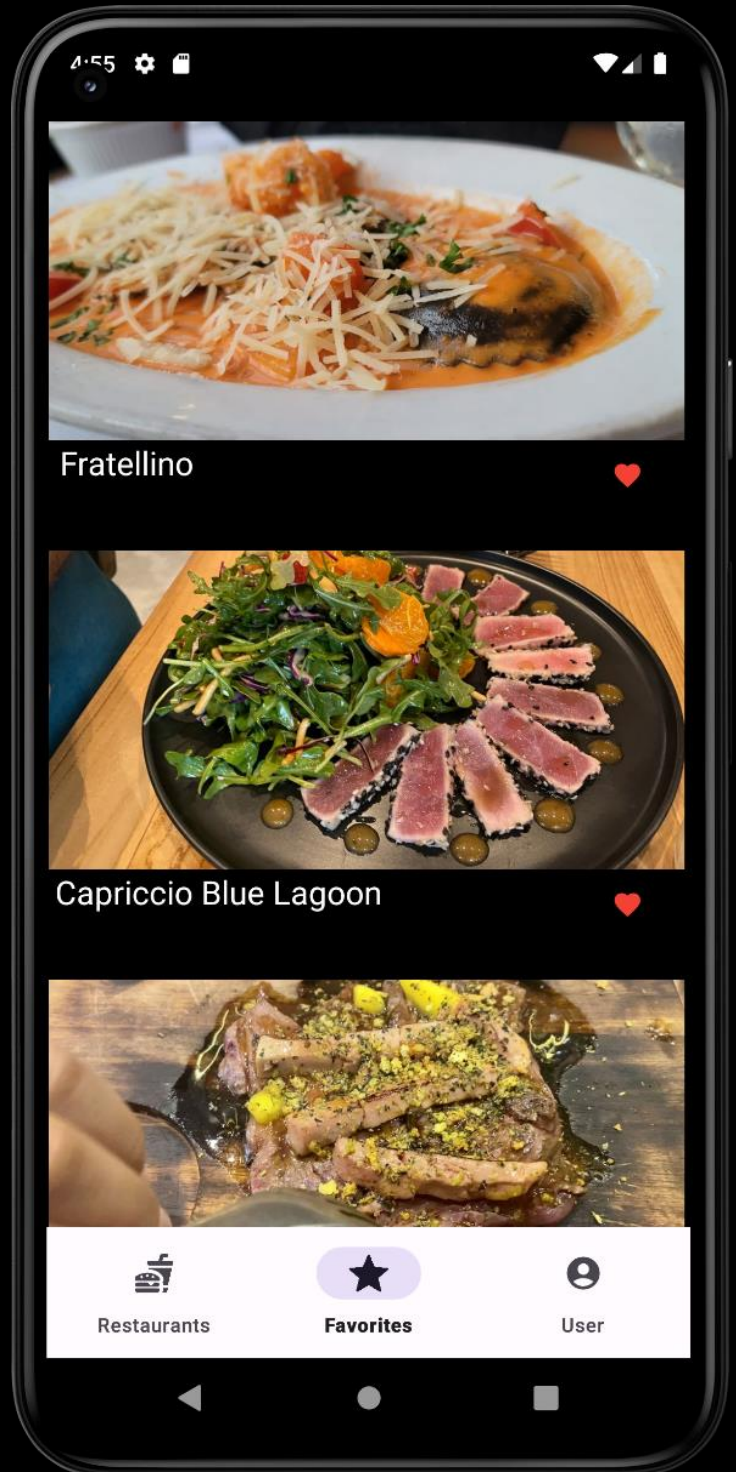 4:55
Fratellino
Capriccio Blue Lagoon
Restaurants
Favorites
User